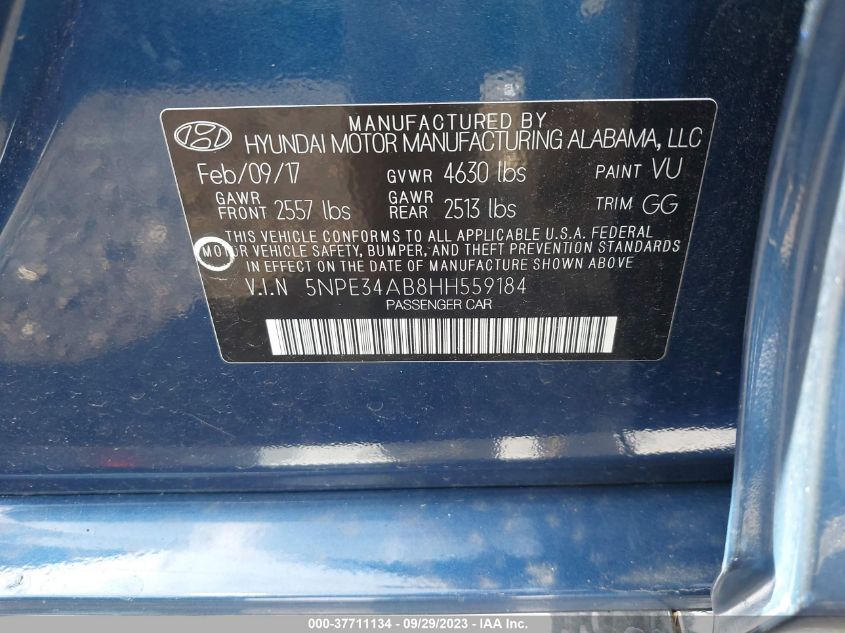 MANUFACTURED BY
HYUNDAI MOTOR MANUFACTURING ALABAMA, LLC
Feb/09/17 GVWR 4630 lbs PAINT VU
GAWR FRONT 2557 lbs GAWR REAR 2513 lbs TRIM GG
THIS VEHICLE CONFORMS TO ALL APPLICABLE U.S.A. FEDERAL
MOTOR VEHICLE SAFETY, BUMPER, AND THEFT PREVENTION STANDARDS
IN EFFECT ON THE DATE OF MANUFACTURE SHOWN ABOVE
V.I.N 5NPE34AB8HH559184
PASSENGER CAR
000-37711134 - 09/29/2023 - IAA Inc.